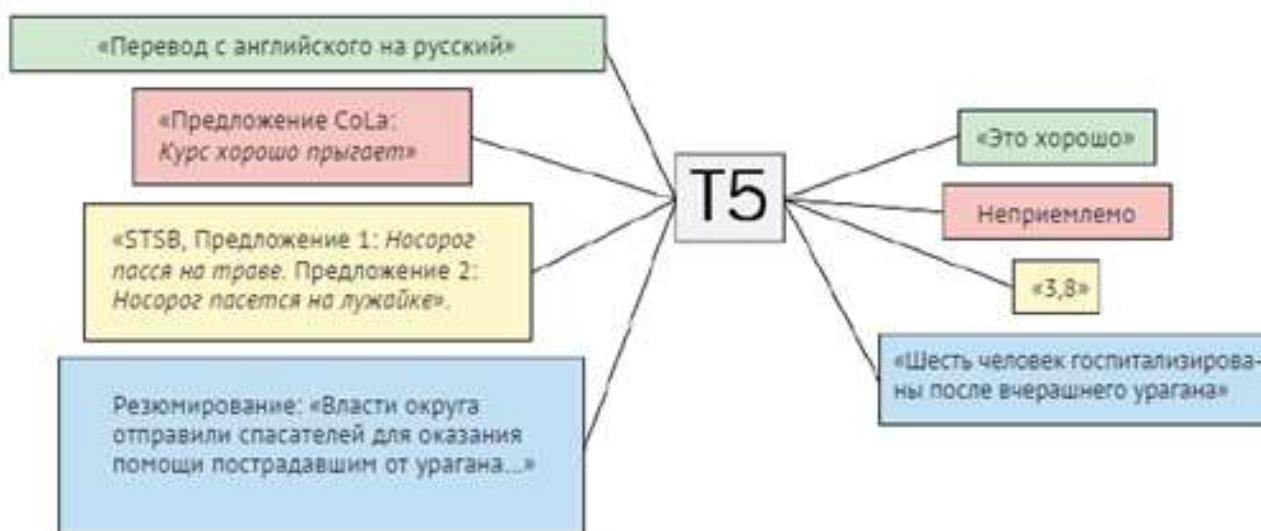 «Перевод с английского на русский»
«Предложение CoLa:
Курс хорошо прыгает»
«STSB, Предложение 1: Носорог
пасся на траве. Предложение 2:
Носорог пасется на лужайке».
Резюмирование: «Власти округа
отправили спасателей для оказания
помощи пострадавшим от урагана...»
T5
«Это хорошо»
Неприемлемо
«3,8»
«Шесть человек госпитализирова-
ны после вчерашнего урагана»